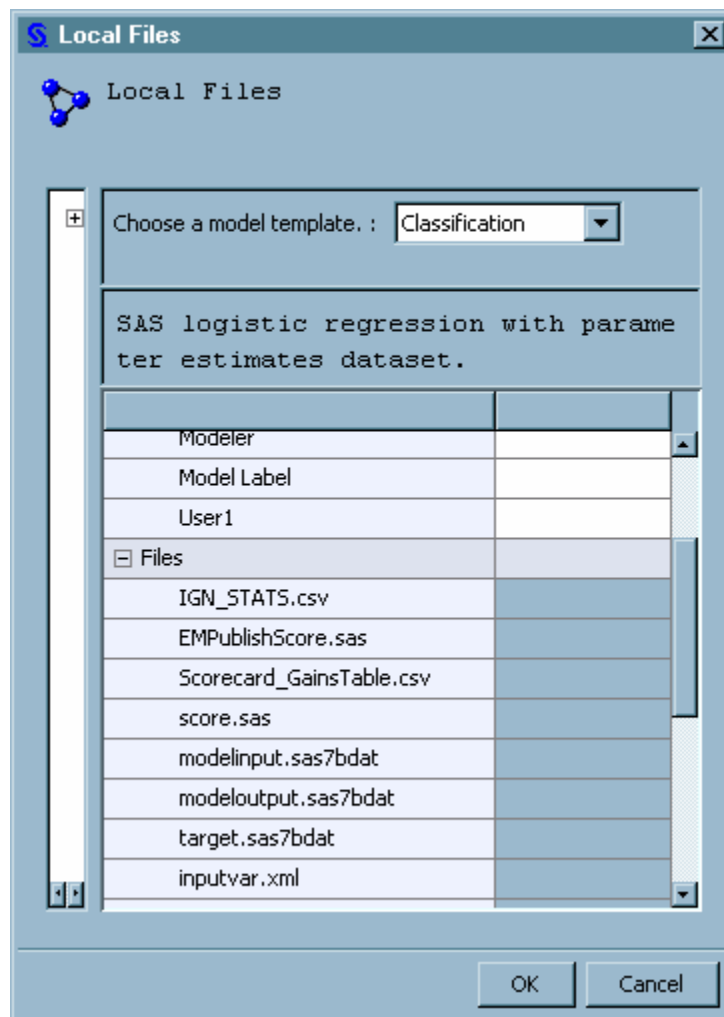 Local Files
Local Files
Choose a model template. : Classification
SAS logistic regression with parame
ter estimates dataset.
Modeler
Model Label
User1
Files
IGN_STATS.csv
EMPublishScore.sas
Scorecard_GainsTable.csv
score.sas
modelinput.sas7bdat
modeloutput.sas7bdat
target.sas7bdat
inputvar.xml
OK Cancel